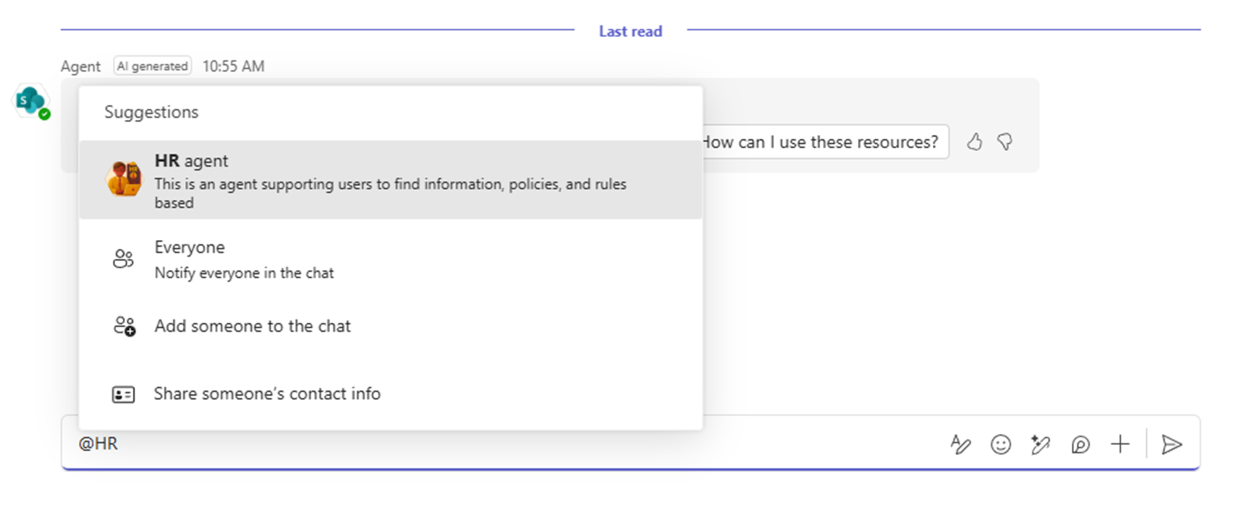 Last read
Agent AI generated 10:55 AM
Suggestions
How can I use these resources?
HR agent
This is an agent supporting users to find information, policies, and rules
based
Everyone
Notify everyone in the chat
Add someone to the chat
Share someone's contact info
@HR